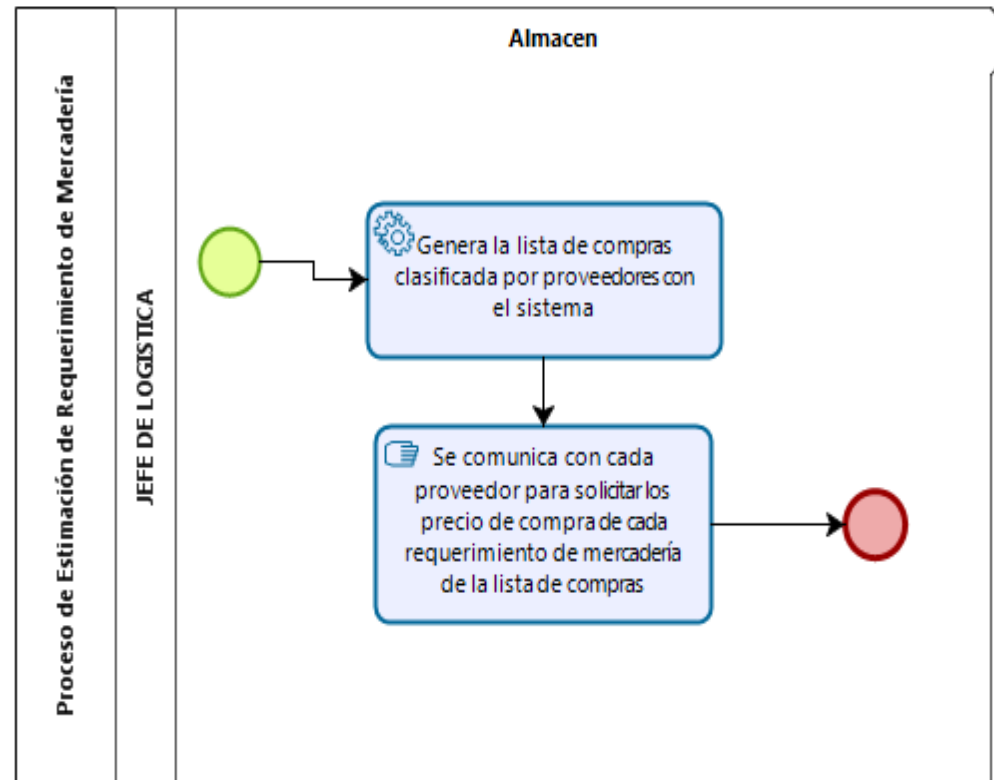 Proceso de Estimación de Requerimiento de Mercadería
JEFE DE LOGISTICA
Almacen
Genera la lista de compras
clasificada por proveedores con
el sistema
Se comunica con cada
proveedor para solicitar los
precio de compra de cada
requerimiento de mercadería
de la lista de compras